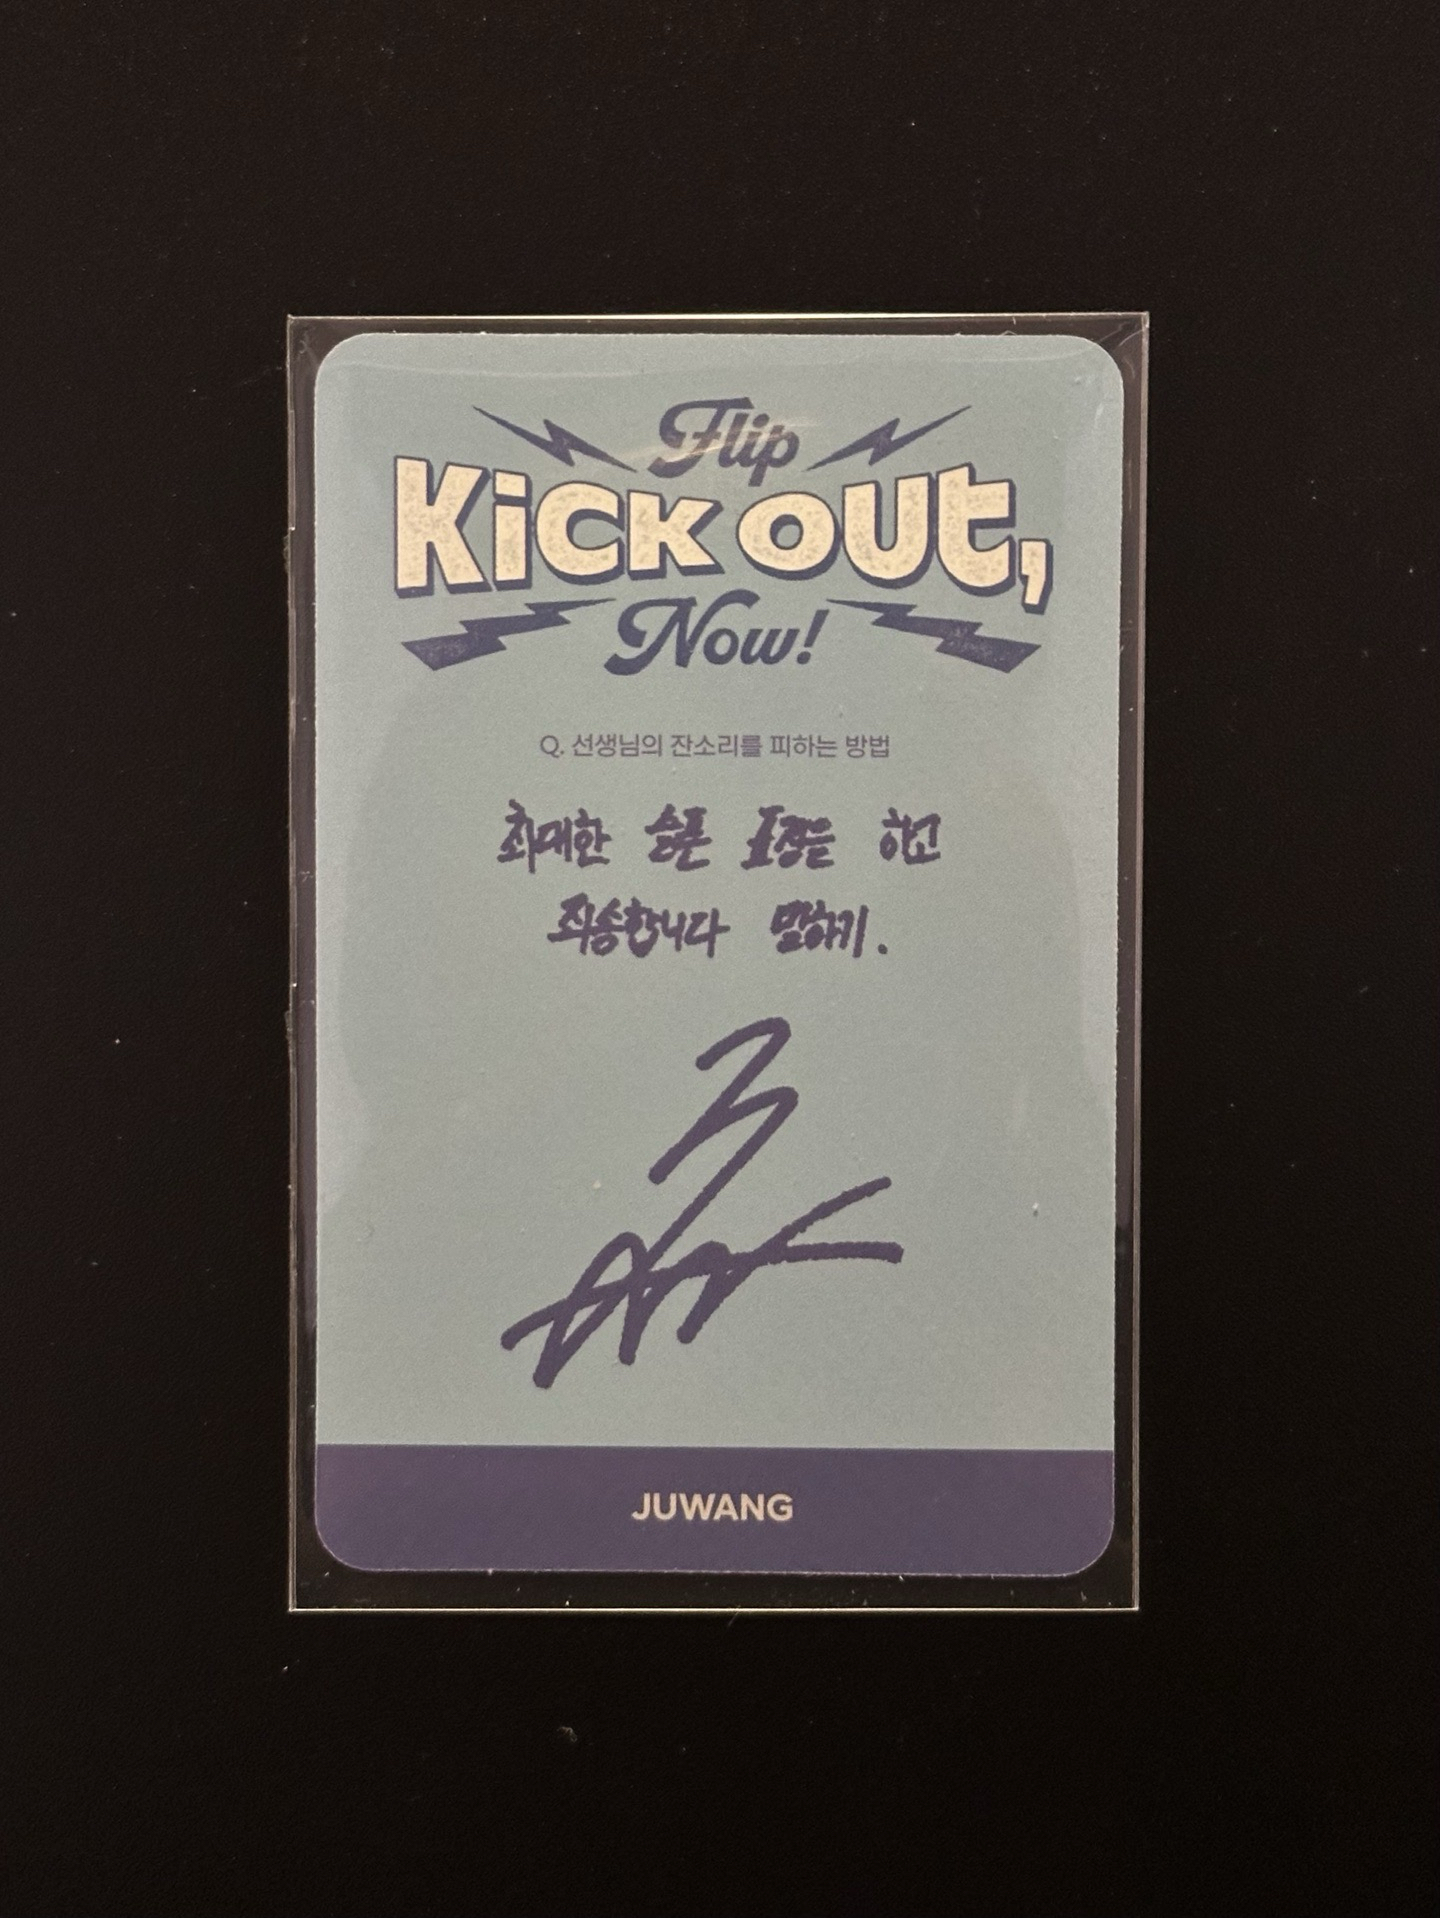 Flip
KicK OUt,
Now!
Q. 선생님의 잔소리를 피하는 방법
최대한 슬픈 표정을 하고
죄송합니다 말하기.
JUWANG